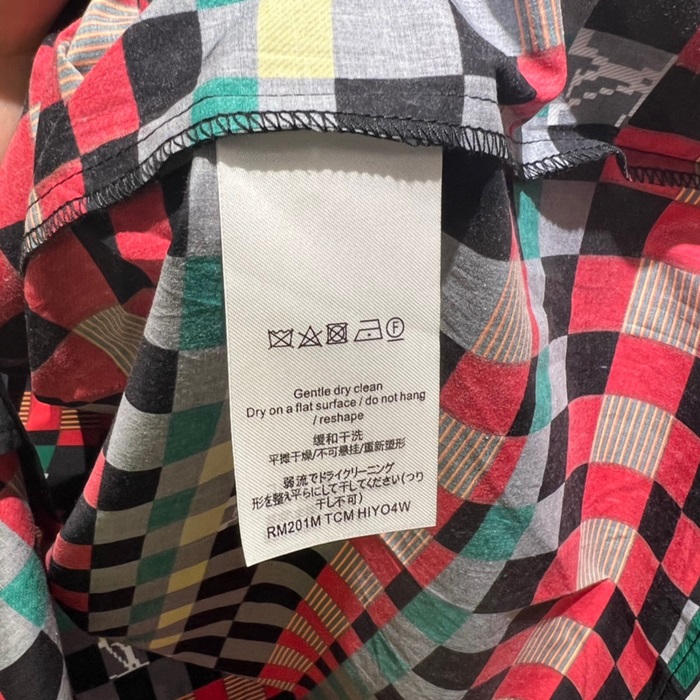 F
Gentle dry clean
Dry on a flat surface / do not hang
/ reshape
缓和干洗
平摊干燥/不可悬挂/重新塑形
弱流でドライクリーニング
形を整え平らにして干してください(つり
干し不可)
RM201M TCM HIYO4W